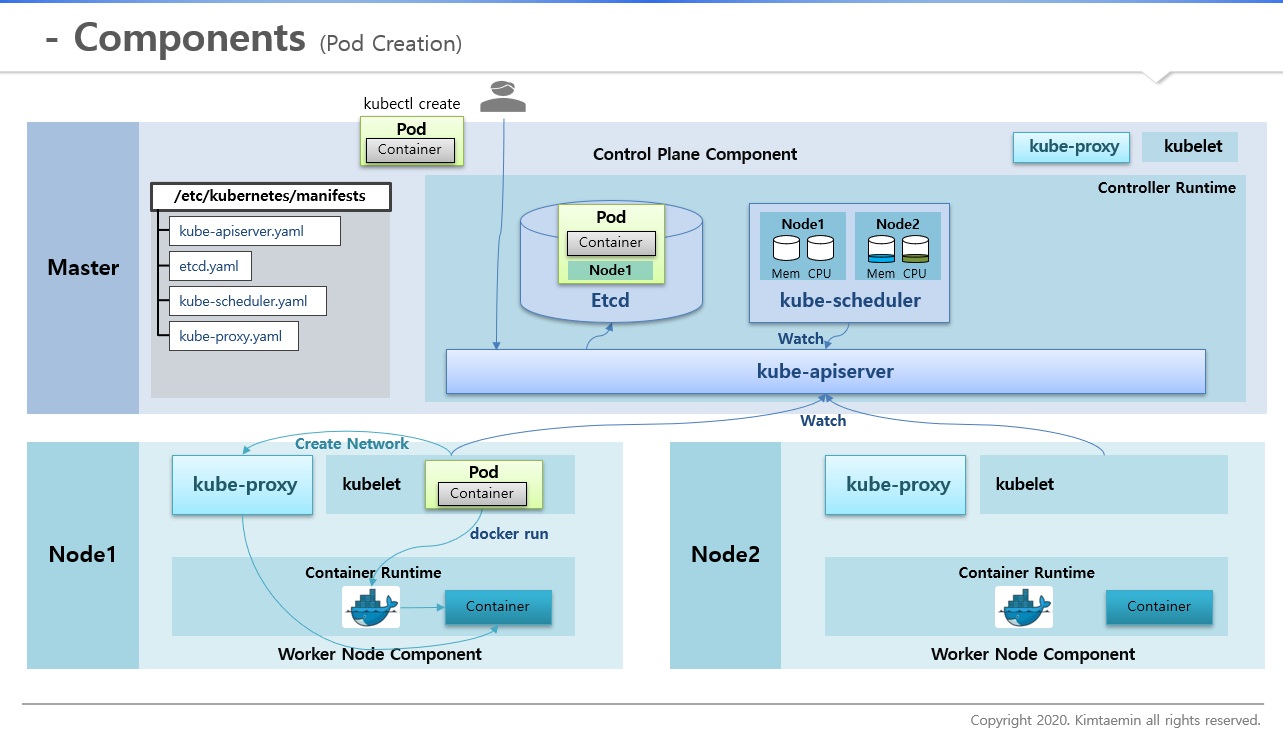 - Components (Pod Creation)
kubectl create
Pod
Container
Control Plane Component
kube-proxy
kubelet
Master
/etc/kubernetes/manifests
kube-apiserver.yaml
etcd.yaml
kube-scheduler.yaml
kube-proxy.yaml
Controller Runtime
Pod
Container
Node1
Etcd
Node1
Mem CPU
Node2
Mem CPU
kube-scheduler
Watch
kube-apiserver
Watch
Node1
Create Network
kube-proxy
kubelet
Pod
Container
docker run
Container Runtime
Container
Worker Node Component
Node2
kube-proxy
kubelet
Container Runtime
Container
Worker Node Component
Copyright 2020. Kimtaemin all rights reserved.